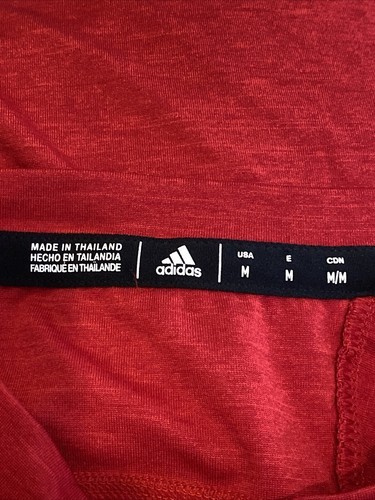 MADE IN THAILAND
HECHO EN TAILANDIA
FABRIQUÉ EN THAÏLANDE
adidas
USA E CDN
M M M/M